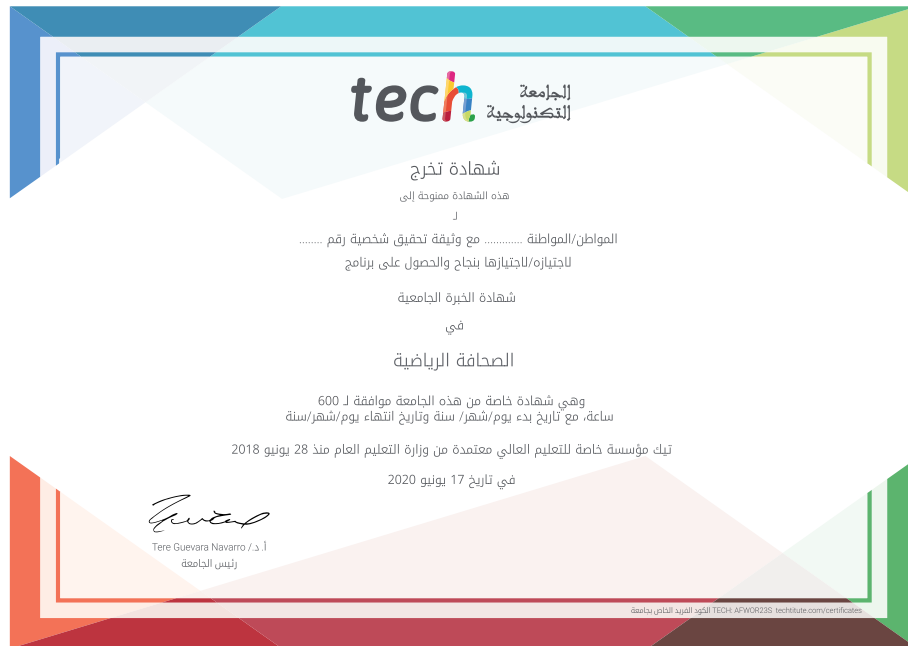 tech الجامعة
التكنولوجية
شهادة تخرج
هذه الشهادة ممنوحة إلى
لـ
المواطن/المواطنة ............. مع وثيقة تحقيق شخصية رقم ........
لاجتيازه/لاجتيازها بنجاح والحصول على برنامج
شهادة الخبرة الجامعية
في
الصحافة الرياضية
وهي شهادة خاصة من هذه الجامعة موافقة لـ 600
ساعة، مع تاريخ بدء يوم/شهر/ سنة وتاريخ انتهاء يوم/شهر/سنة
تيك مؤسسة خاصة للتعليم العالي معتمدة من وزارة التعليم العام منذ 28 يونيو 2018
في تاريخ 17 يونيو 2020
أ.د./ Tere Guevara Navarro
رئيس الجامعة
الكود الفريد الخاص بجامعة TECH: AFWOR23S techtitute.com/certificates